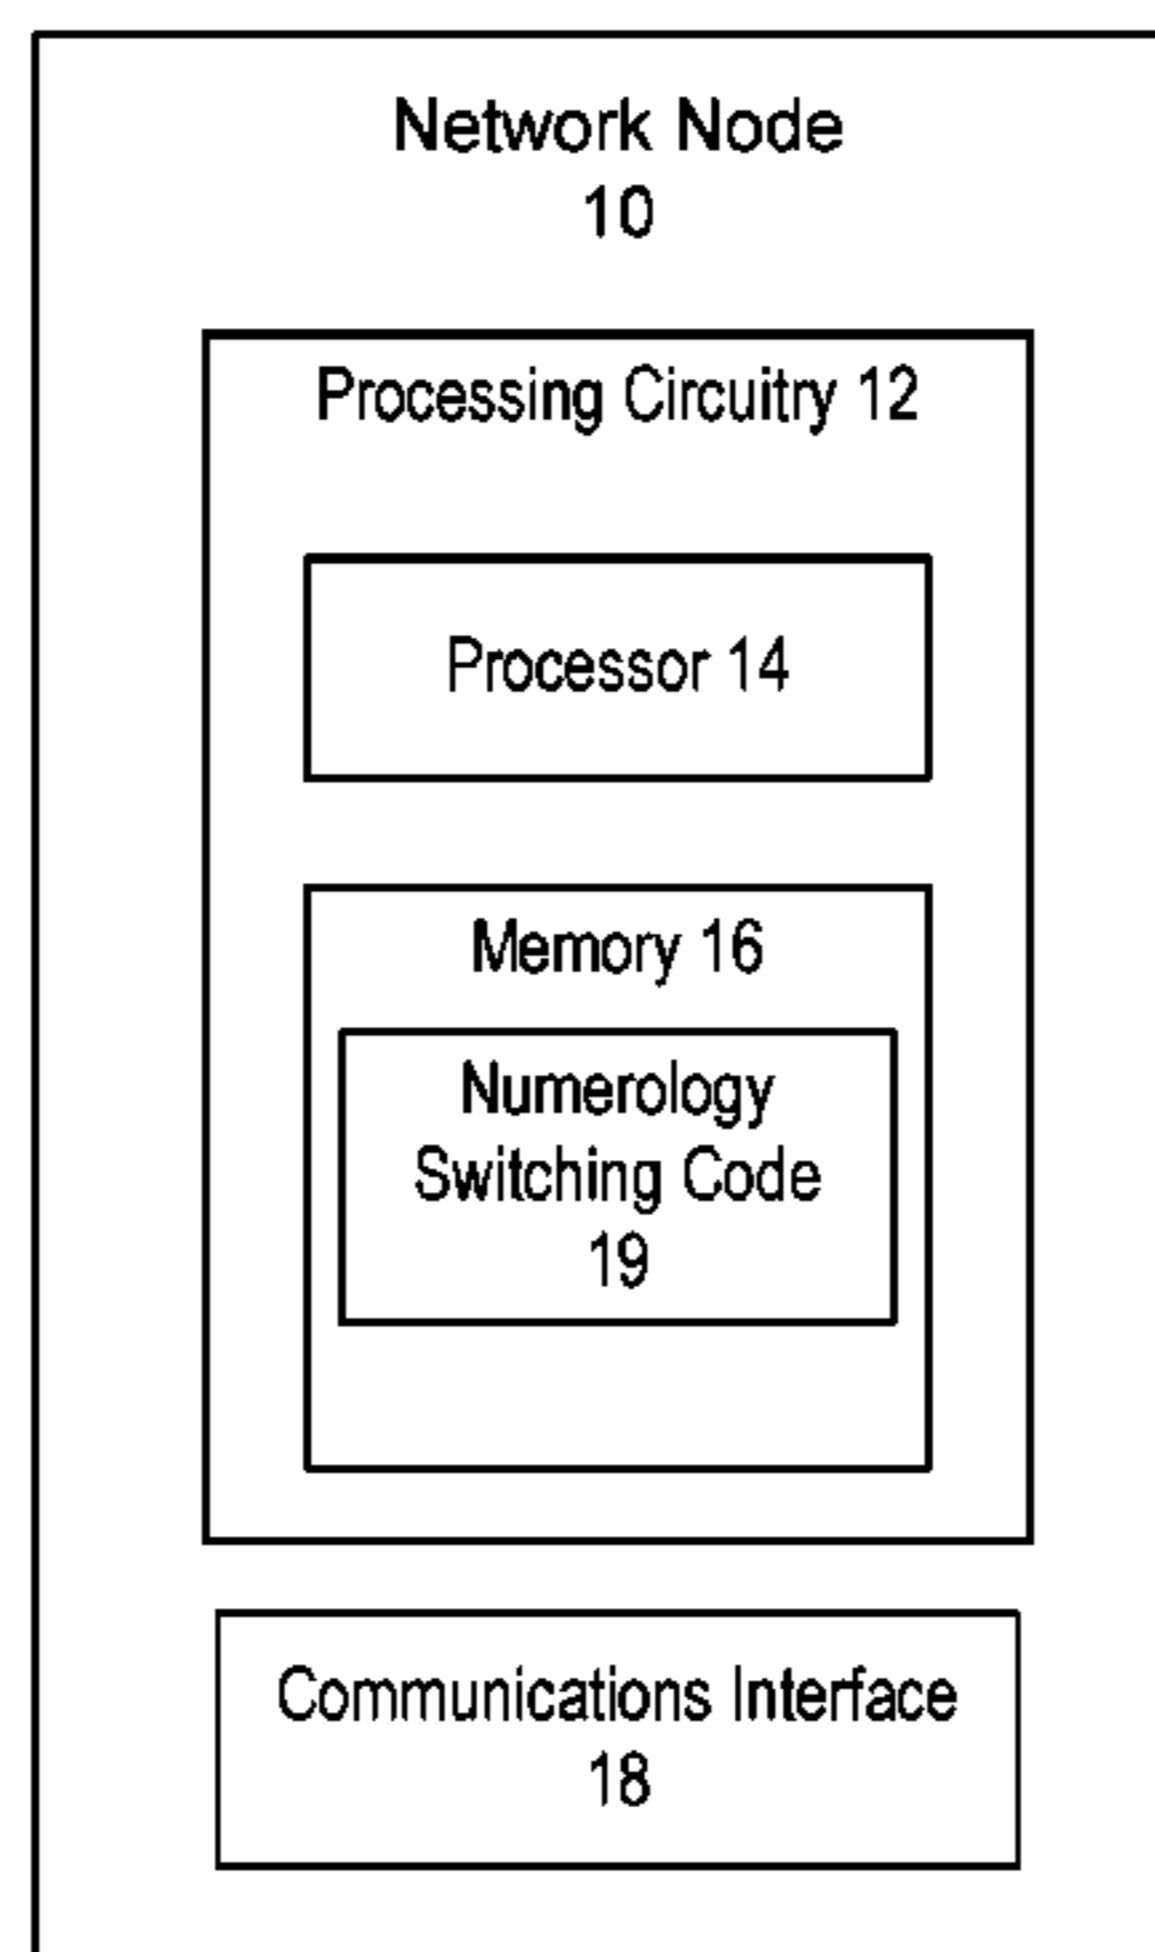 Network Node
10
Processing Circuitry 12
Processor 14
Memory 16
Numerology
Switching Code
19
Communications Interface
18